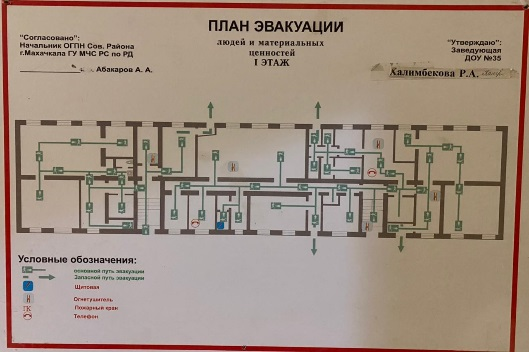 ПЛАН ЭВАКУАЦИИ
людей и материальных
ценностей
I ЭТАЖ
"Согласовано":
Начальник ОГПН Сов. Района
г.Махачкала ГУ МЧС РС по РД
Абакаров А. А.
"Утверждаю":
Заведующая
ДОУ №35
Халимбекова Р.А.
Условные обозначения:
основной путь эвакуации
Запасной путь эвакуации
Щитовая
Огнетушитель
ПК Пожарный кран
Телефон